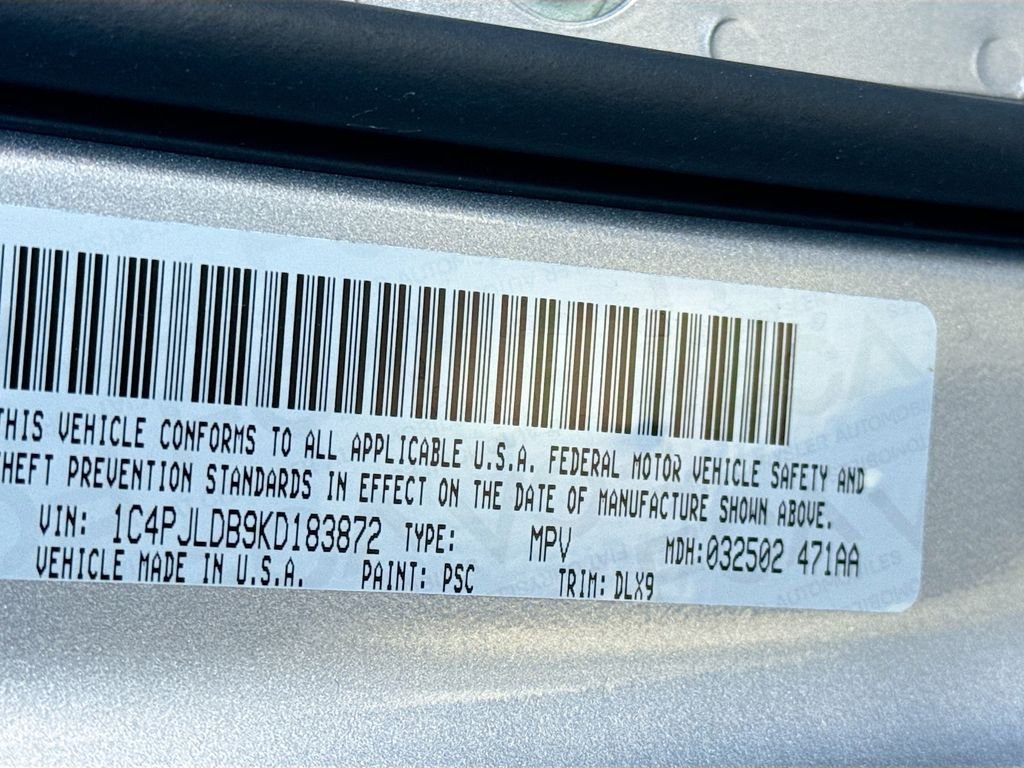 THIS VEHICLE CONFORMS TO ALL APPLICABLE U.S.A. FEDERAL MOTOR VEHICLE SAFETY AND
THEFT PREVENTION STANDARDS IN EFFECT ON THE DATE OF MANUFACTURE SHOWN ABOVE.
VIN: 1C4PJLDB9KD183872 TYPE: MPV MDH:032502 471AA
VEHICLE MADE IN U.S.A. PAINT: PSC TRIM: DLX9